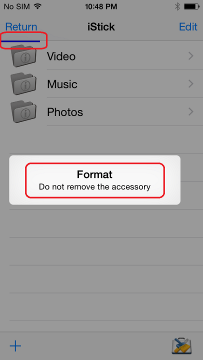 No SIM 10:48 PM
Return iStick Edit
Video
Music
Photos
Format
Do not remove the accessory